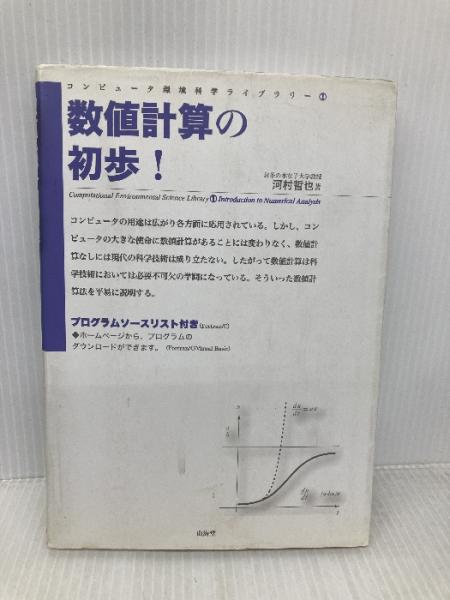 コンピュータ環境科学ライブラリー①
数値計算の
初歩！
お茶の水女子大学教授
河村哲也 著
Computational Environmental Science Library ① Introduction to Numerical Analysis
コンピュータの用途は広がり各方面に応用されている。しかし、コン
ピュータの大きな使命に数値計算があることには変わりなく、数値計
算なしには現代の科学技術は成り立たない。したがって数値計算は科
学技術においては必要不可欠の学問になっている。そういった数値計
算法を平易に説明する。
プログラムソースリスト付き (Fortran/C)
◆ホームページから、プログラムの
ダウンロードができます。 (Fortran/C/Visual Basic)
山海堂